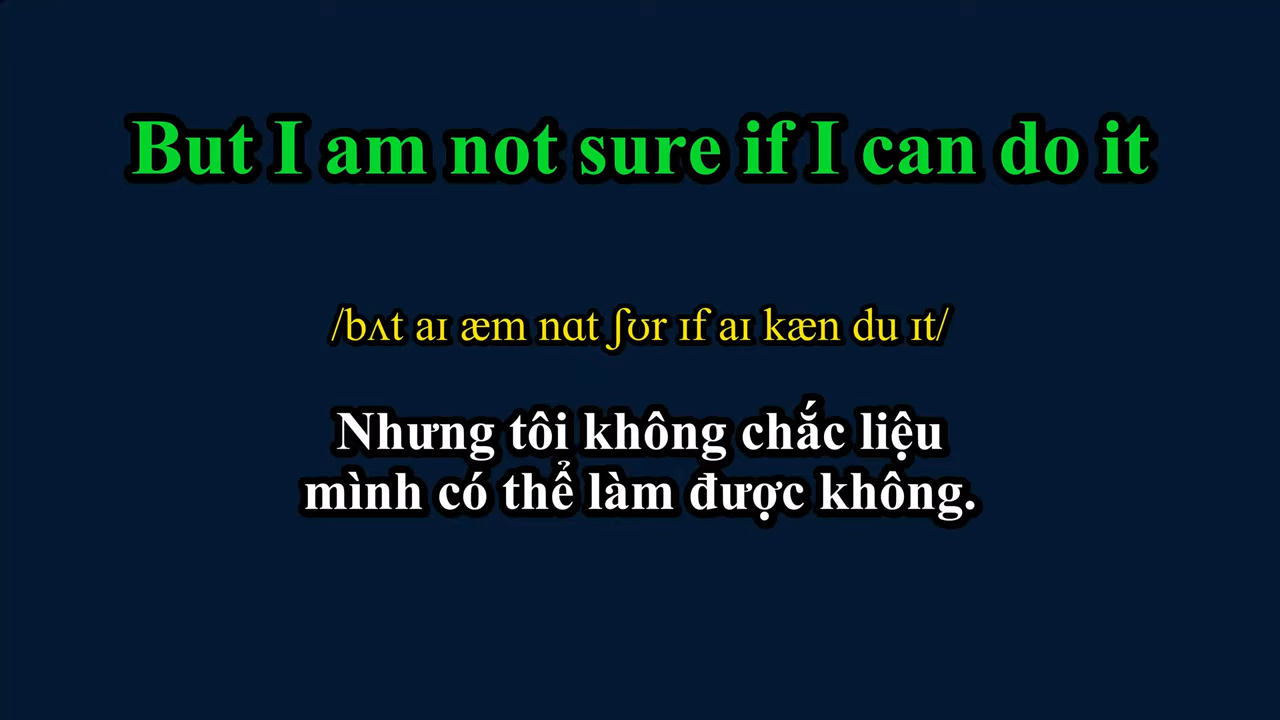 But I am not sure if I can do it
/bʌt aɪ æm nɑt ʃʊr ɪf aɪ kæn du ɪt/
Nhưng tôi không chắc liệu
mình có thể làm được không.